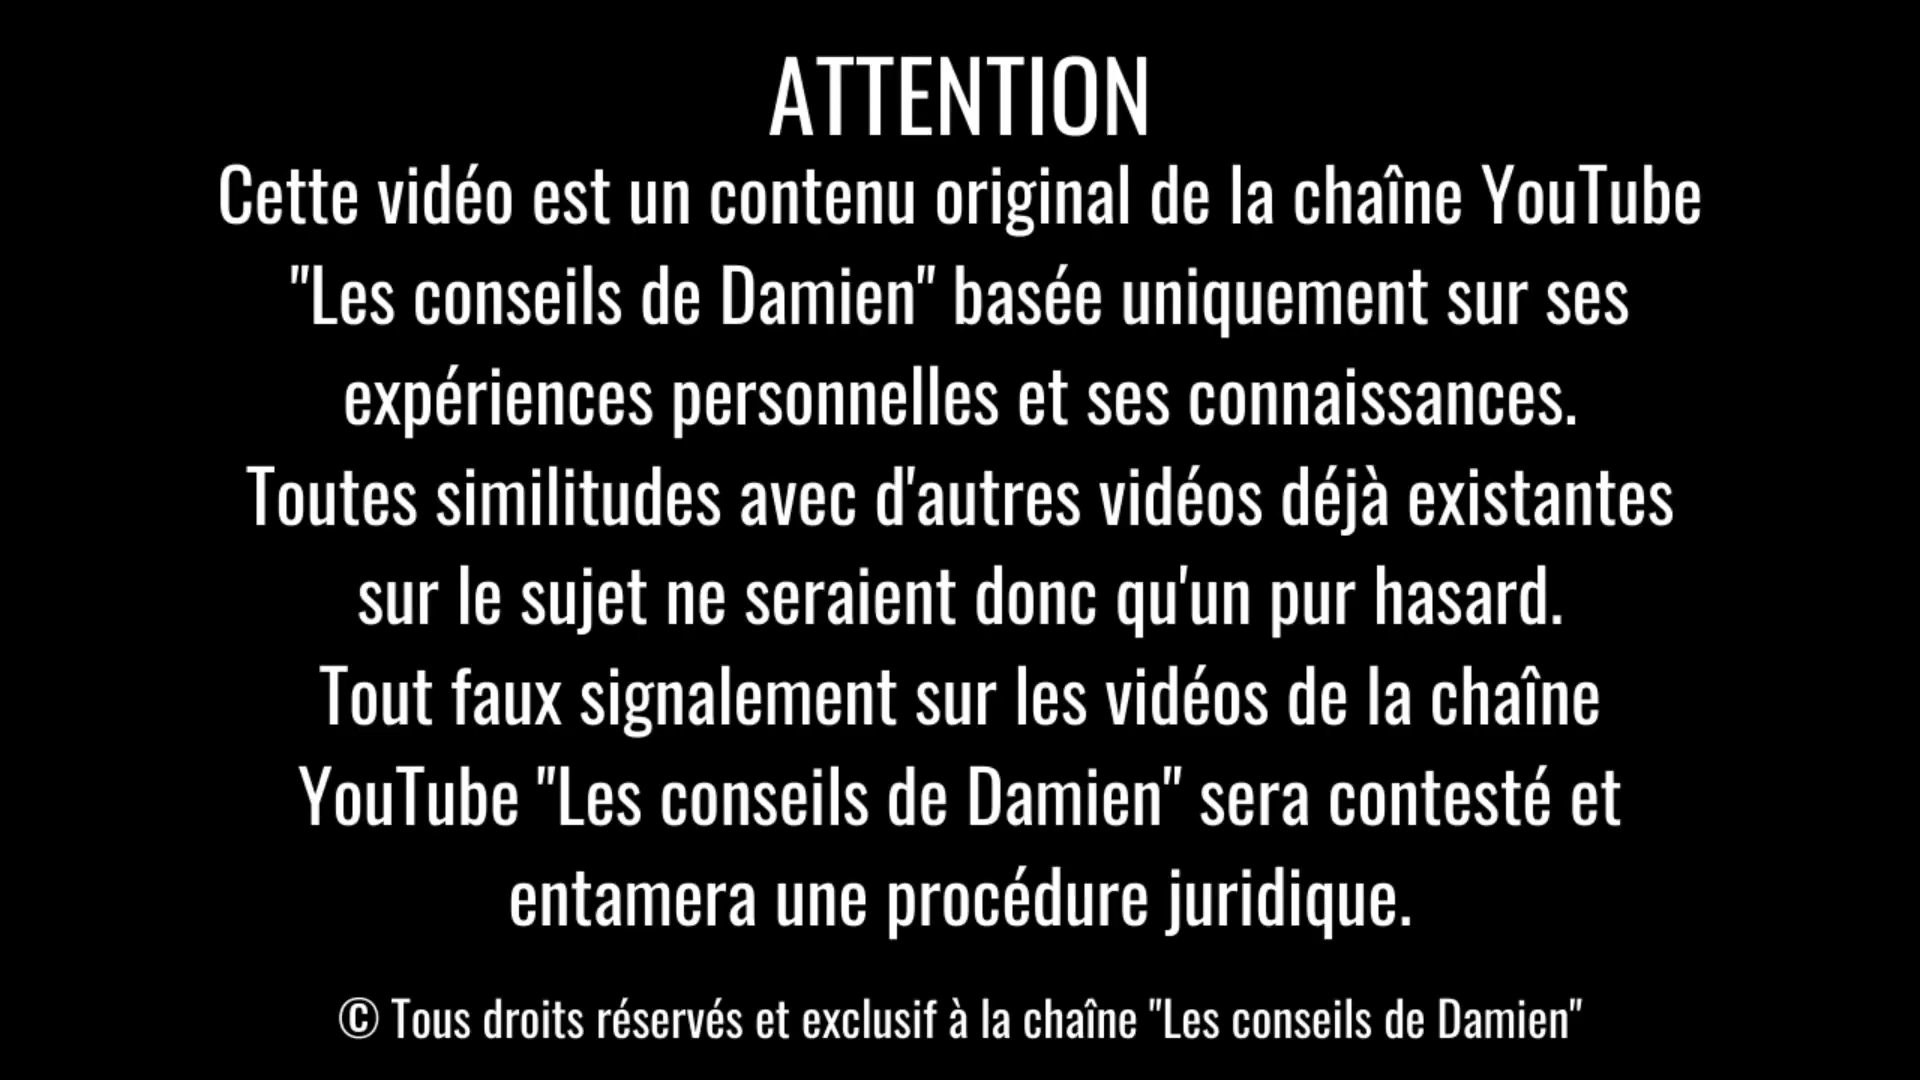 ATTENTION
Cette vidéo est un contenu original de la chaîne YouTube
"Les conseils de Damien" basée uniquement sur ses
expériences personnelles et ses connaissances.
Toutes similitudes avec d'autres vidéos déjà existantes
sur le sujet ne seraient donc qu'un pur hasard.
Tout faux signalement sur les vidéos de la chaîne
YouTube "Les conseils de Damien" sera contesté et
entamera une procédure juridique.
© Tous droits réservés et exclusif à la chaîne "Les conseils de Damien"